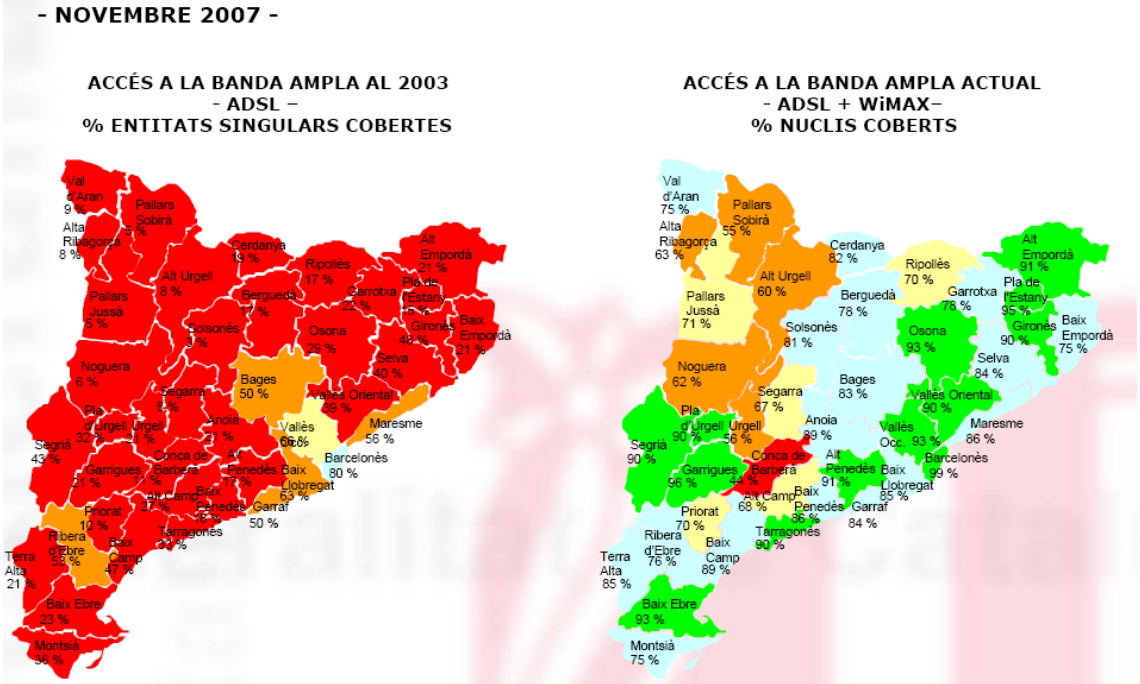 - NOVEMBRE 2007 -
ACCÉS A LA BANDA AMPLA AL 2003
- ADSL –
% ENTITATS SINGULARS COBERTES
Val
d'Aran
9 %
Alta
Ribagorça
8 %
Pallars
Sobirà
5 %
Cerdanya
19 %
Alt Urgell
8 %
Ripollès
17 %
Alt
Empordà
21 %
Berguedà
Garrotxa
22 %
Pla de
l'Estany
Pallars
Jussà
5 %
Solsonès
3 %
Osona
29 %
Gironès
Baix
Empordà
21 %
Selva
40 %
Noguera
6 %
Bages
50 %
Vallès Oriental
39 %
Segarra
Maresme
56 %
Pla
d'Urgell
32 %
Urgell
21 %
Anoia
21 %
Vallès
Segrià
43 %
Barcelonès
80 %
Garrigues
21 %
Conca de
Barberà
11 %
Alt
Penedès
17 %
Baix
Llobregat
63 %
Alt Camp
27 %
Baix
Penedès
Garraf
50 %
Priorat
10 %
Tarragonès
33 %
Ribera
d'Ebre
53 %
Baix
Camp
47 %
Terra
Alta
21 %
Baix Ebre
23 %
Montsià
36 %
ACCÉS A LA BANDA AMPLA ACTUAL
- ADSL + WiMAX–
% NUCLIS COBERTS
Val
d'Aran
75 %
Alta
Ribagorça
63 %
Pallars
Sobirà
55 %
Cerdanya
82 %
Alt Urgell
60 %
Ripollès
70 %
Alt
Empordà
91 %
Berguedà
78 %
Garrotxa
78 %
Pla de
l'Estany
95 %
Pallars
Jussà
71 %
Solsonès
81 %
Osona
93 %
Gironès
90 %
Baix
Empordà
75 %
Selva
84 %
Noguera
62 %
Bages
83 %
Vallès Oriental
90 %
Segarra
67 %
Maresme
86 %
Pla
d'Urgell
90 %
Urgell
56 %
Anoia
89 %
Vallès
Occ. 93 %
Segrià
90 %
Barcelonès
99 %
Garrigues
96 %
Conca de
Barberà
44 %
Alt
Penedès
91 %
Baix
Llobregat
85 %
Alt Camp
68 %
Baix
Penedès
86 %
Garraf
84 %
Priorat
70 %
Tarragonès
90 %
Ribera
d'Ebre
76 %
Baix
Camp
89 %
Terra
Alta
85 %
Baix Ebre
93 %
Montsià
75 %